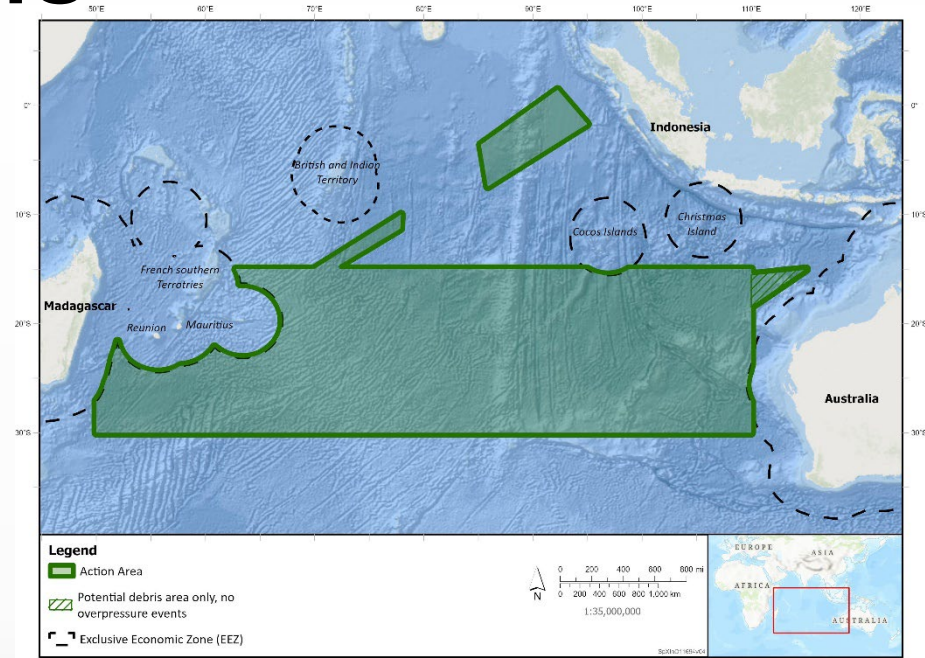 50°E 60°E 70°E 80°E 90°E 100°E 110°E 120°E
0° 0°
Indonesia
British and Indian
Territory
10°S 10°S
Christmas
Island
Cocos Islands
French southern
Terrotries
Madagascar
20°S 20°S
Reunion Mauritius
Australia
30°S 30°S
Legend
Action Area
Potential debris area only, no
overpressure events
Exclusive Economic Zone (EEZ)
N
0 200 400 600 800 mi
0 200 400 600 800 1,000 km
1:35,000,000
EUROPE
ASIA
AFRICA
AUSTRALIA